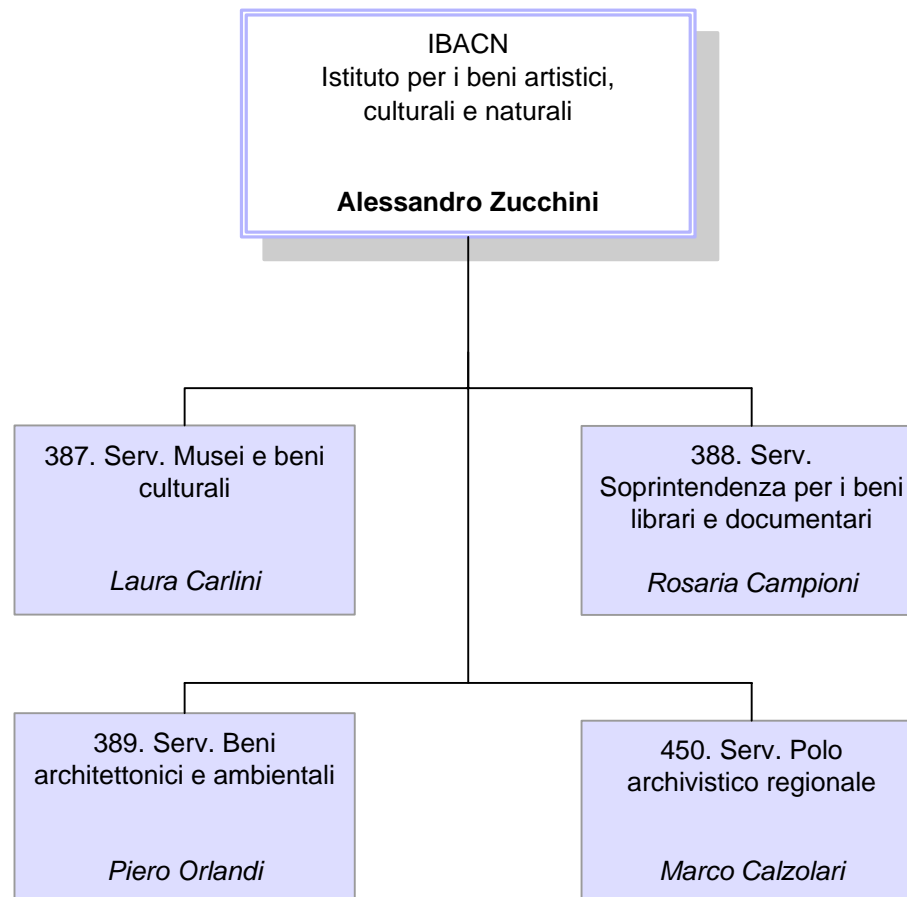 IBACN
Istituto per i beni artistici,
culturali e naturali
Alessandro Zucchini
387. Serv. Musei e beni
culturali
Laura Carlini
388. Serv.
Soprintendenza per i beni
librari e documentari
Rosaria Campioni
389. Serv. Beni
architettonici e ambientali
Piero Orlandi
450. Serv. Polo
archivistico regionale
Marco Calzolari